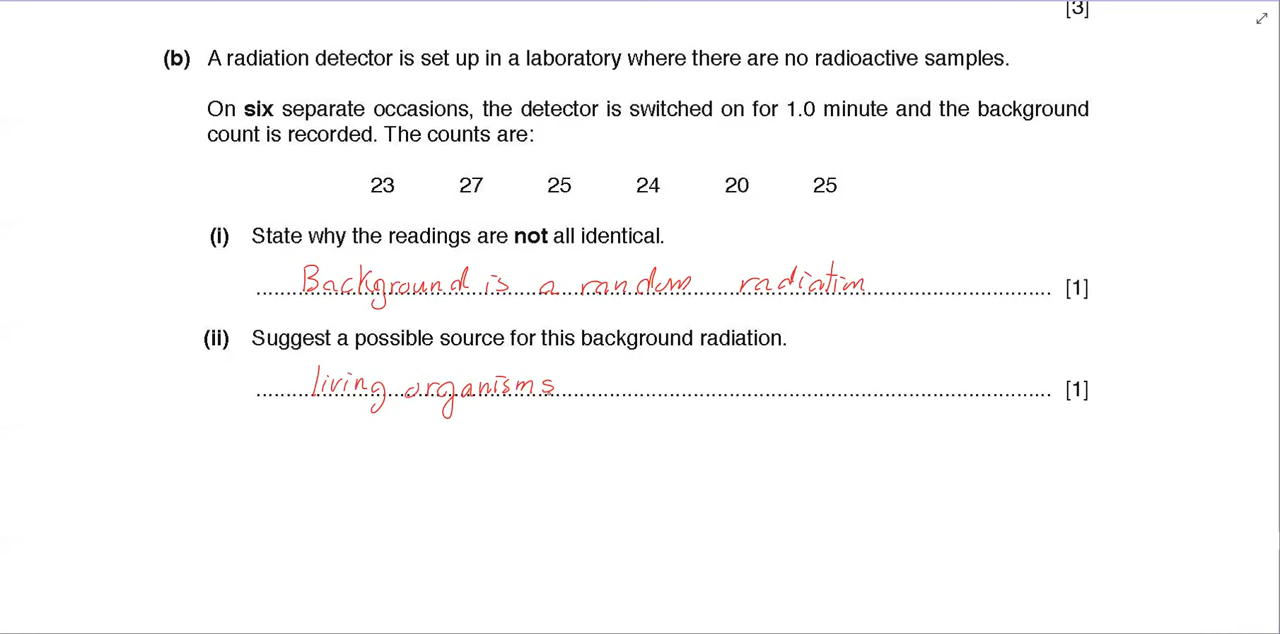 [3]
(b) A radiation detector is set up in a laboratory where there are no radioactive samples.
On six separate occasions, the detector is switched on for 1.0 minute and the background
count is recorded. The counts are:
23 27 25 24 20 25
(i) State why the readings are not all identical.
Background is a random radiation [1]
(ii) Suggest a possible source for this background radiation.
living organisms [1]